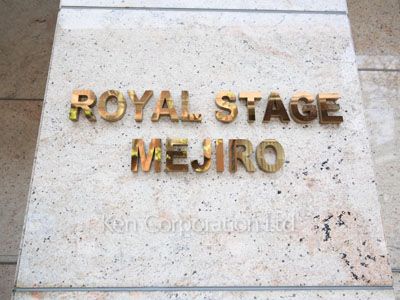 ROYAL STAGE
MEJIRO
Ken Corporation Ltd.